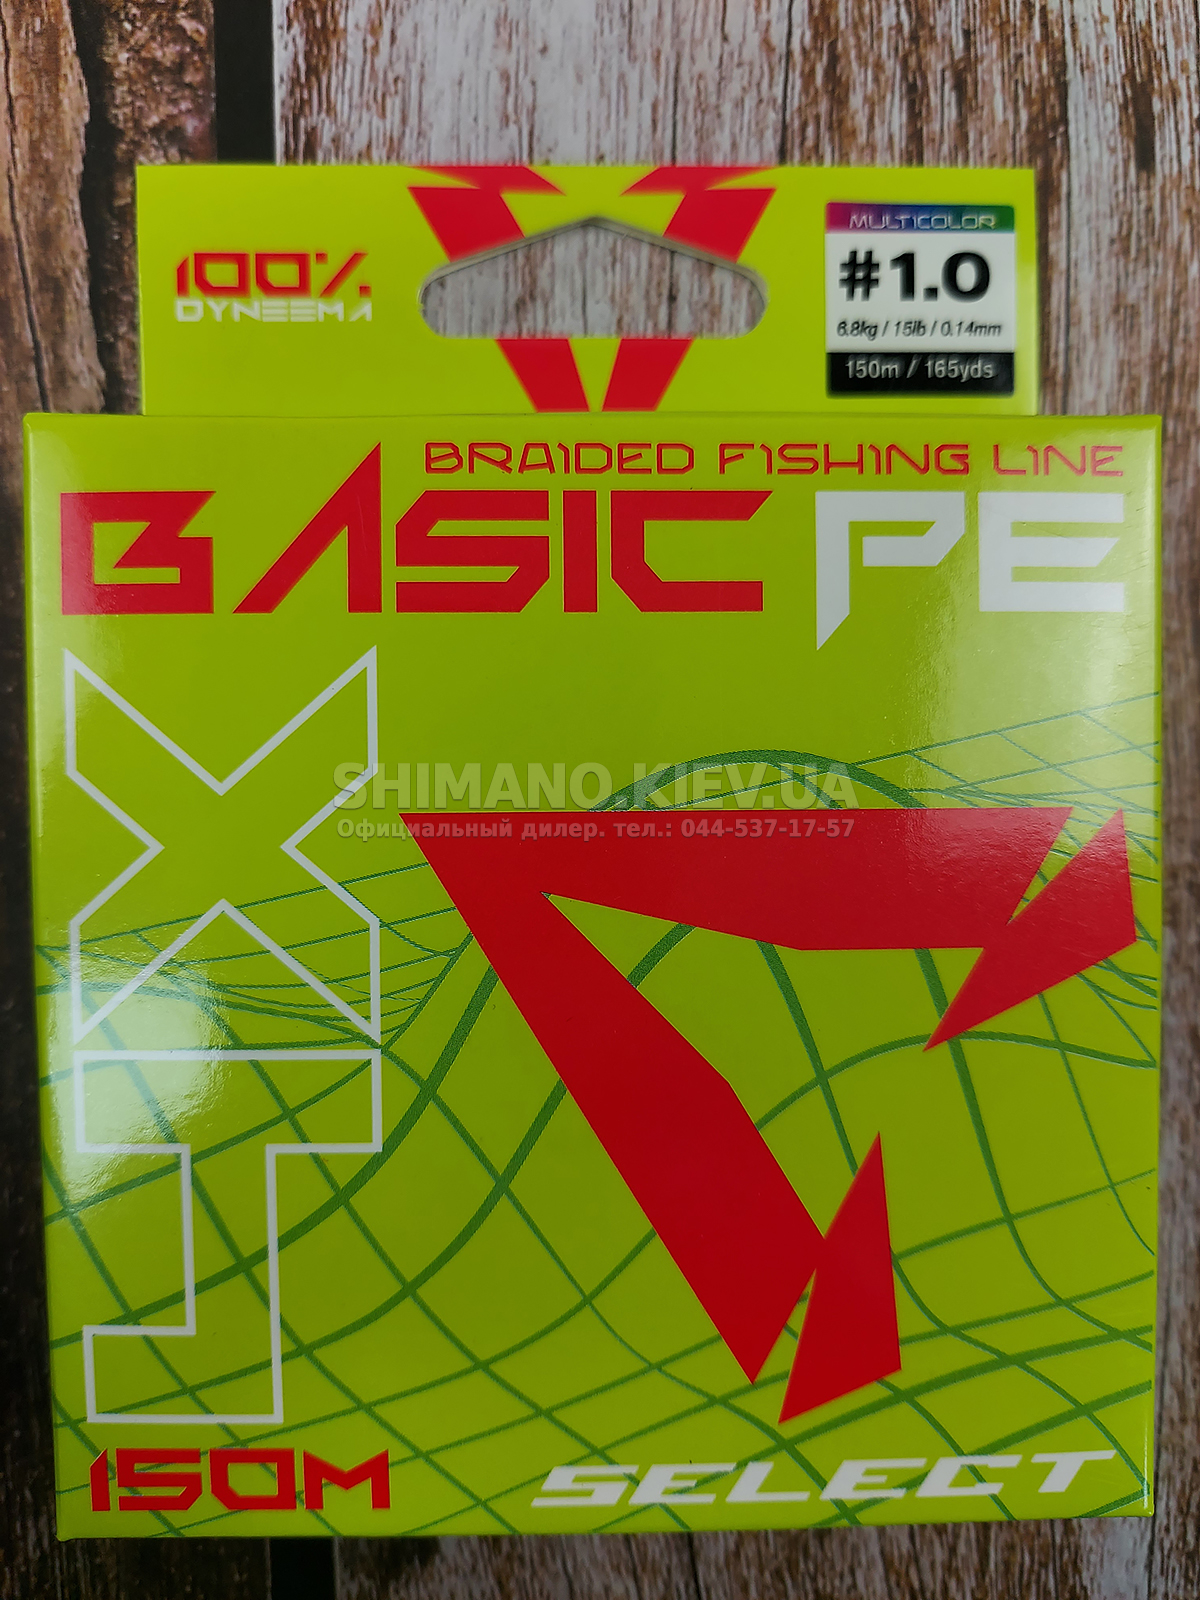 100%
DYNEEMA
MULTICOLOR
#1.0
6.8kg / 15lb / 0.14mm
150m / 165yds
BRAIDED FISHING LINE
BASIC PE
SHIMANO.KIEV.UA
Официальный дилер. тел.: 044-537-17-57
150M
SELECT